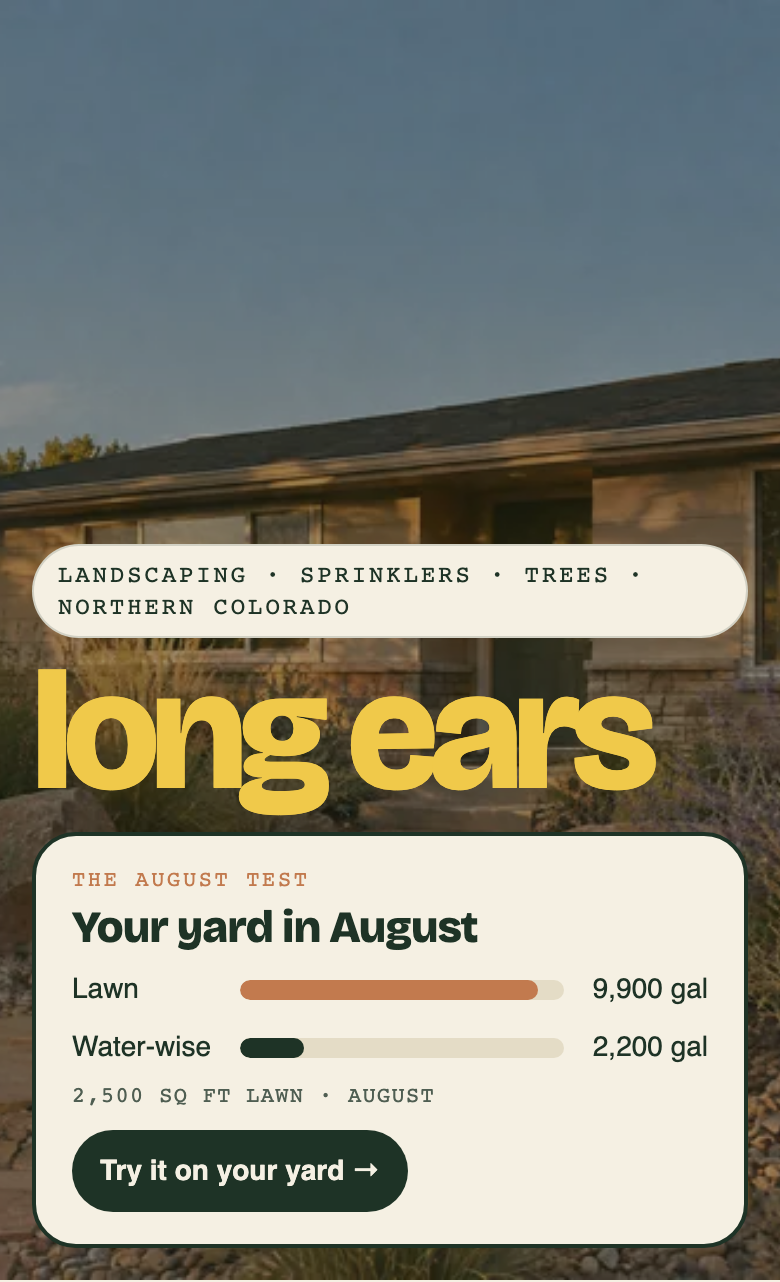 LANDSCAPING · SPRINKLERS · TREES ·
NORTHERN COLORADO
long ears
THE AUGUST TEST
Your yard in August
Lawn 9,900 gal
Water-wise 2,200 gal
2,500 SQ FT LAWN · AUGUST
Try it on your yard →